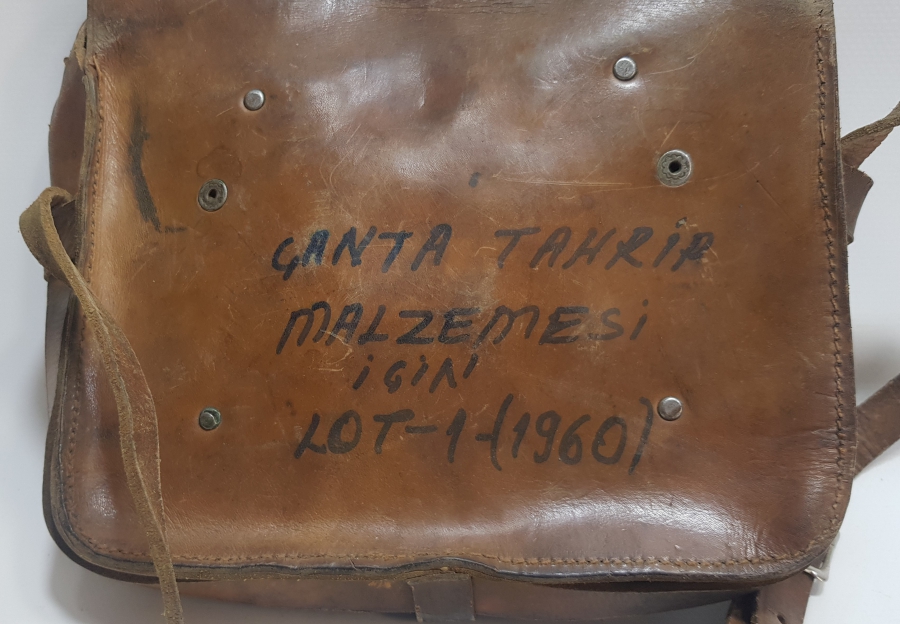 ÇANTA TAHRİP
MALZEMESİ
İÇİN
LOT-1-(1960)